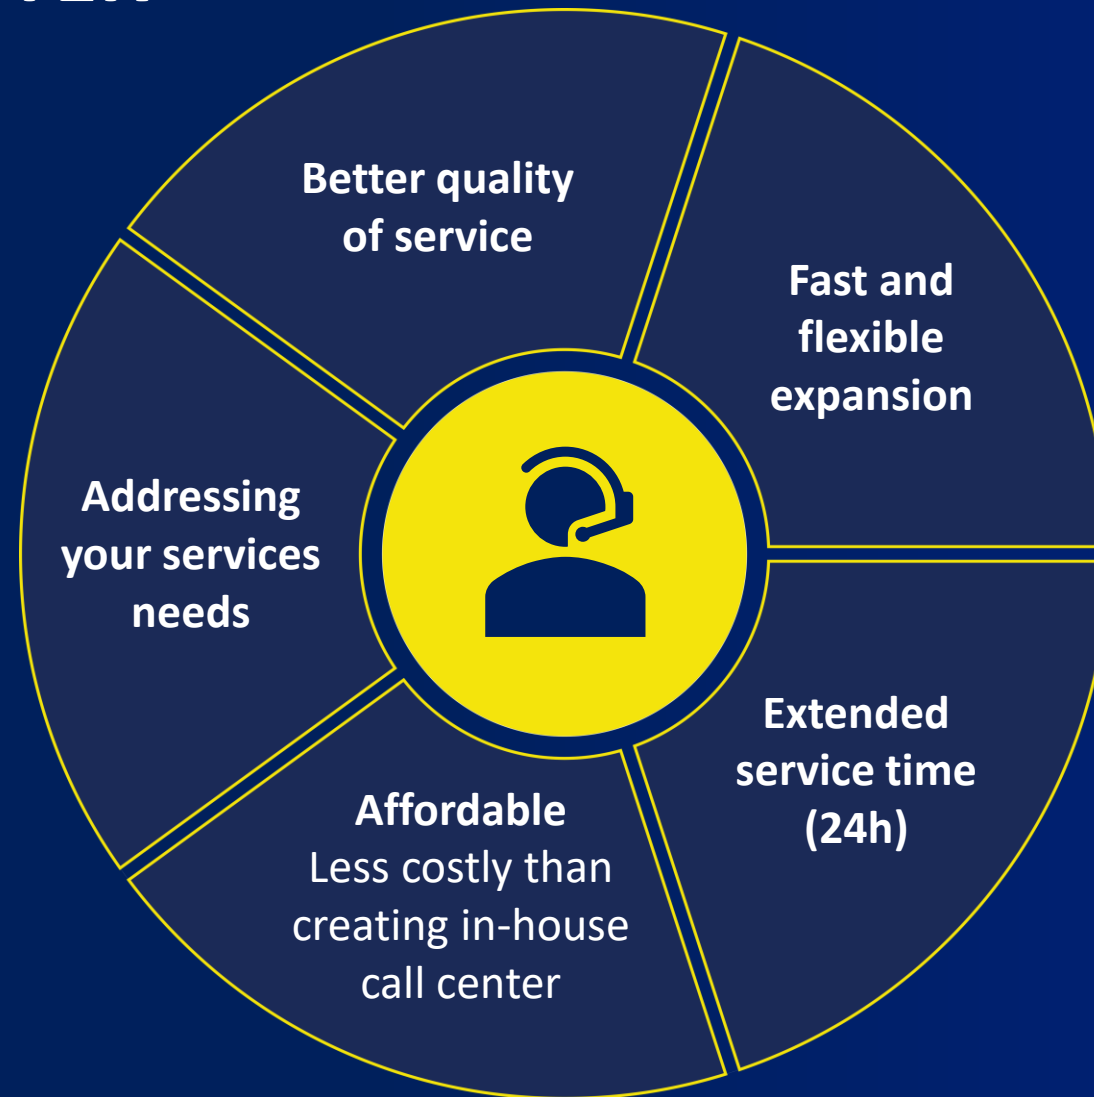 Better quality
of service
Fast and
flexible
expansion
Addressing
your services
needs
Extended
service time
(24h)
Affordable
Less costly than
creating in-house
call center